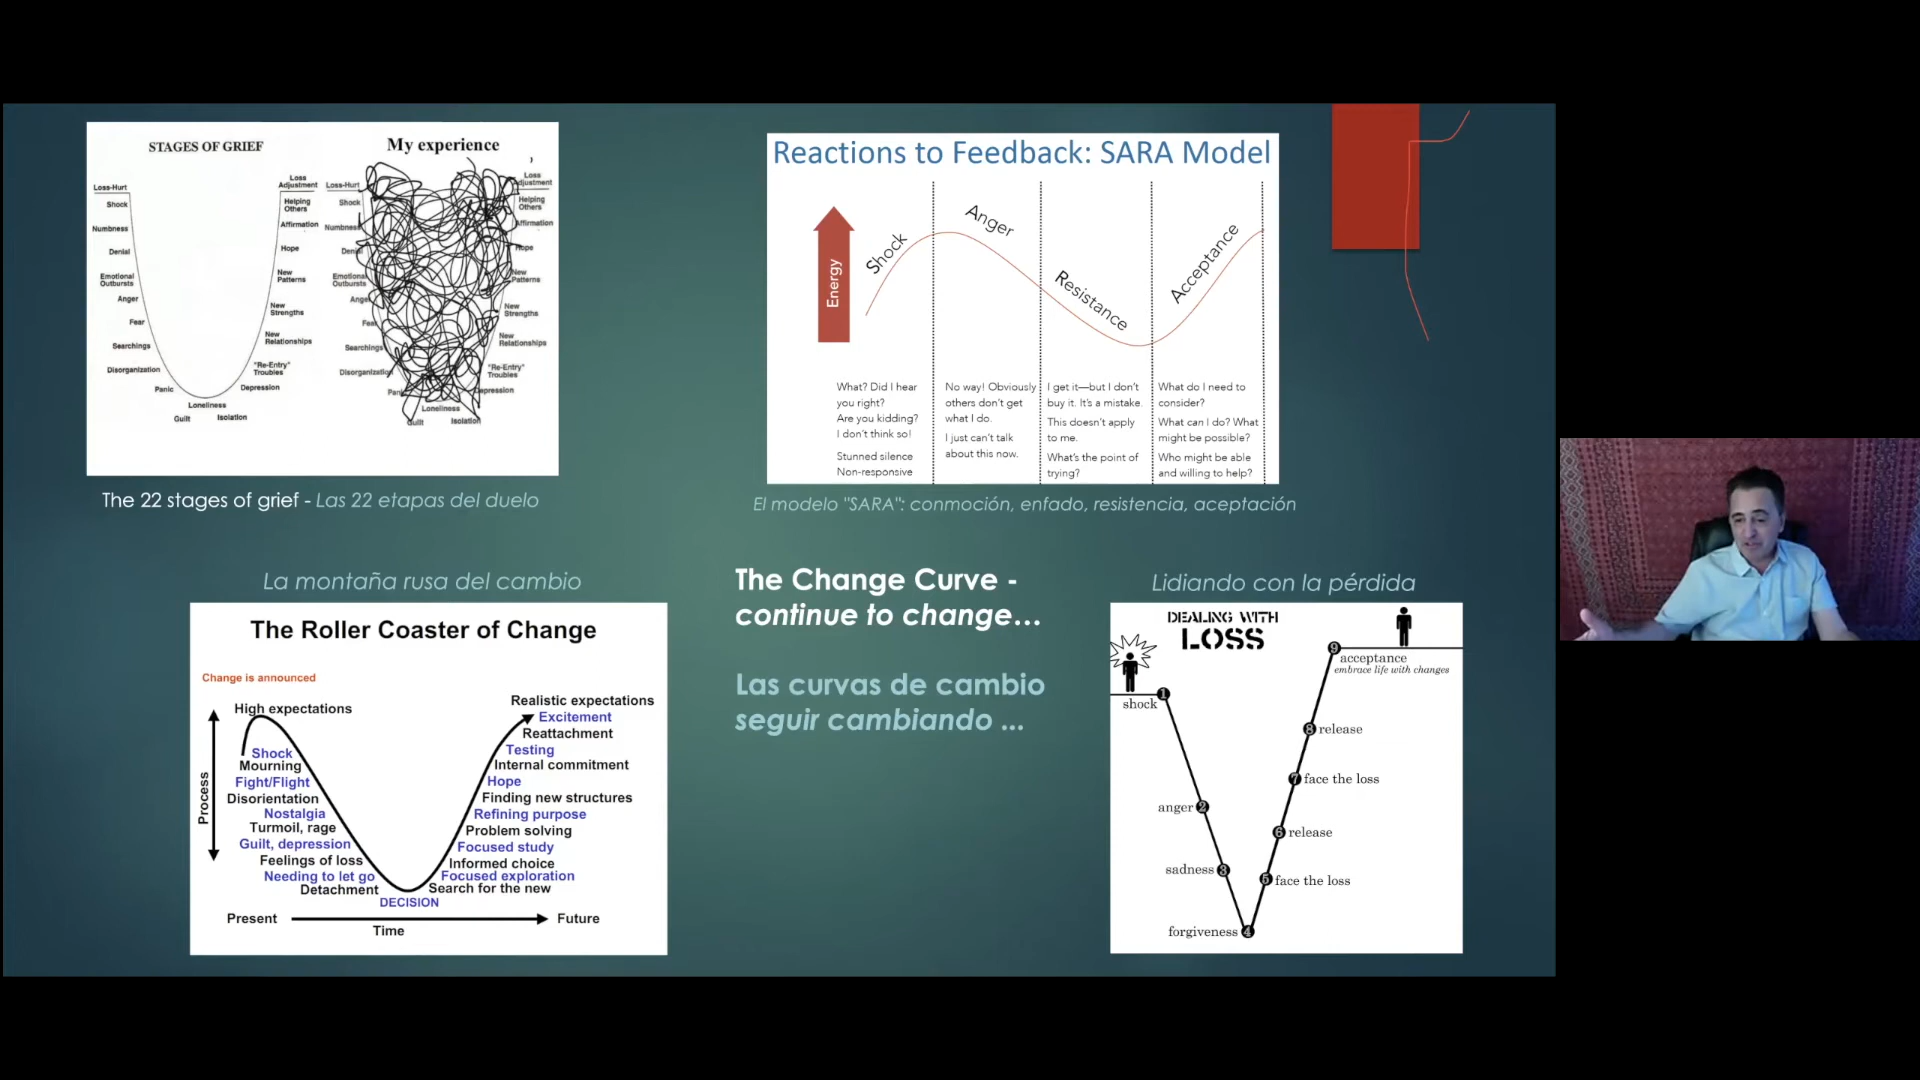 STAGES OF GRIEF
Loss-Hurt
Shock
Numbness
Denial
Emotional
Outbursts
Anger
Fear
Searchings
Disorganization
Panic
Guilt
Loneliness
Isolation
Depression
"Re-Entry"
Troubles
New
Relationships
New
Strengths
New
Patterns
Hope
Affirmation
Helping
Others
Loss
Adjustment
My experience
Loss-Hurt
Shock
Numbness
Denial
Emotional
Outbursts
Anger
Fear
Searchings
Disorganization
Panic
Guilt
Loneliness
Isolation
Depression
"Re-Entry"
Troubles
New
Relationships
New
Strengths
New
Patterns
Hope
Affirmation
Helping
Others
Loss
Adjustment
The 22 stages of grief - Las 22 etapas del duelo
Reactions to Feedback: SARA Model
Energy
Shock
Anger
Resistance
Acceptance
What? Did I hear
you right?
Are you kidding?
I don't think so!
Stunned silence
Non-responsive
No way! Obviously
others don't get
what I do.
I just can't talk
about this now.
I get it—but I don't
buy it. It's a mistake.
This doesn't apply
to me.
What's the point of
trying?
What do I need to
consider?
What can I do? What
might be possible?
Who might be able
and willing to help?
El modelo "SARA": conmoción, enfado, resistencia, aceptación
La montaña rusa del cambio
The Roller Coaster of Change
Change is announced
High expectations
Process
Shock
Mourning
Fight/Flight
Disorientation
Nostalgia
Turmoil, rage
Guilt, depression
Feelings of loss
Needing to let go
Detachment
DECISION
Realistic expectations
Excitement
Reattachment
Testing
Internal commitment
Hope
Finding new structures
Refining purpose
Problem solving
Focused study
Informed choice
Focused exploration
Search for the new
Present
Future
Time
The Change Curve -
continue to change...
Las curvas de cambio
seguir cambiando ...
Lidiando con la pérdida
DEALING WITH
LOSS
shock 1
anger 2
sadness 3
forgiveness 4
5 face the loss
6 release
7 face the loss
8 release
9 acceptance
embrace life with changes